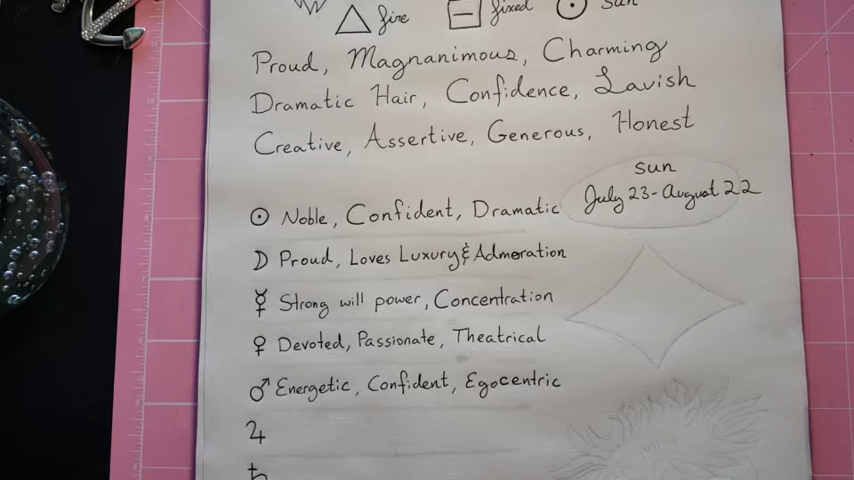 △ fire ⊟ fixed ☉ Sun
Proud, Magnanimous, Charming
Dramatic Hair, Confidence, Lavish
Creative, Assertive, Generous, Honest
sun
July 23-August 22
☉ Noble, Confident, Dramatic
☽ Proud, Loves Luxury & Admoration
☿ Strong will power, Concentration
♀ Devoted, Passionate, Theatrical
♂ Energetic, Confident, Egocentric
♃
♄